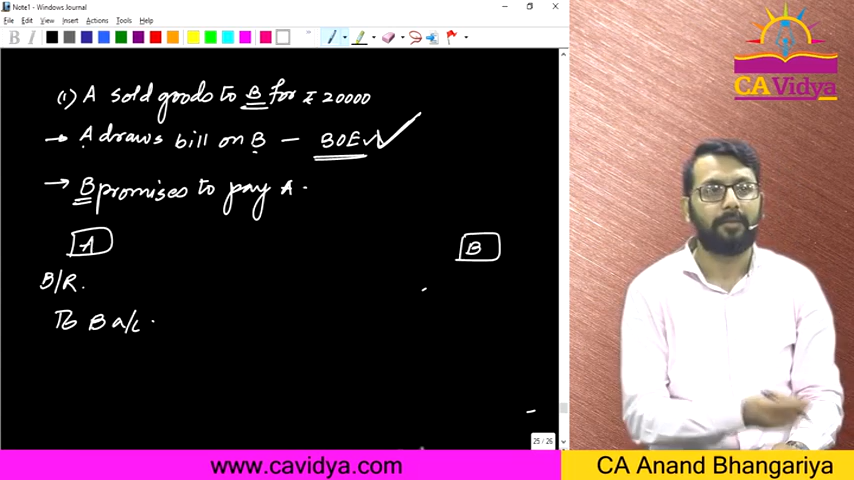 Note1 - Windows Journal
File Edit View Insert Actions Tools Help
(1) A sold goods to B for ₹ 20000
→ A draws bill on B — BOE
→ B promises to pay A.
A B
B/R.
To B a/c.
25 / 26
CA Vidya
www.cavidya.com
CA Anand Bhangariya